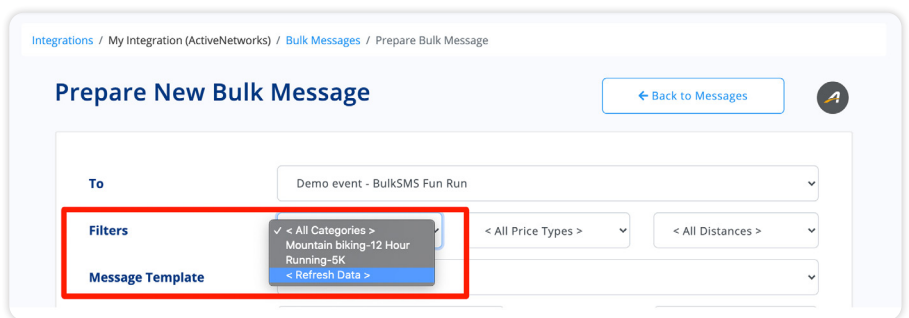 Integrations / My Integration (ActiveNetworks) / Bulk Messages / Prepare Bulk Message
Prepare New Bulk Message
← Back to Messages
To
Demo event - BulkSMS Fun Run
Filters
✓ < All Categories >
Mountain biking-12 Hour
Running-5K
< Refresh Data >
< All Price Types >
< All Distances >
Message Template